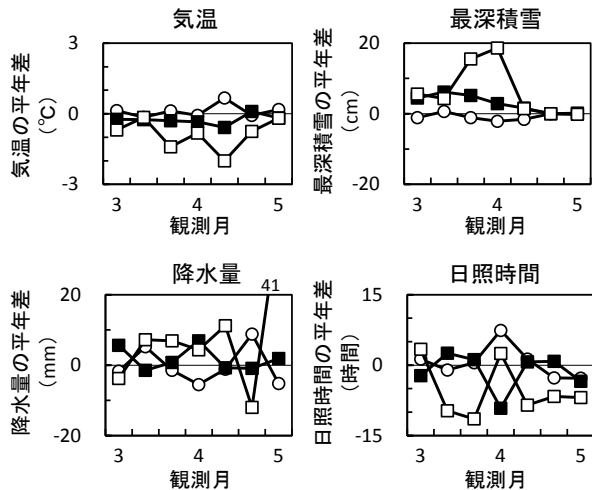 気温
気温の平年差
(℃)
3
0
-3
3 4 5
観測月
最深積雪
最深積雪の平年差
(cm)
20
0
-20
3 4 5
観測月
降水量
降水量の平年差
(mm)
41
20
0
-20
3 4 5
観測月
日照時間
日照時間の平年差
(時間)
15
0
-15
3 4 5
観測月